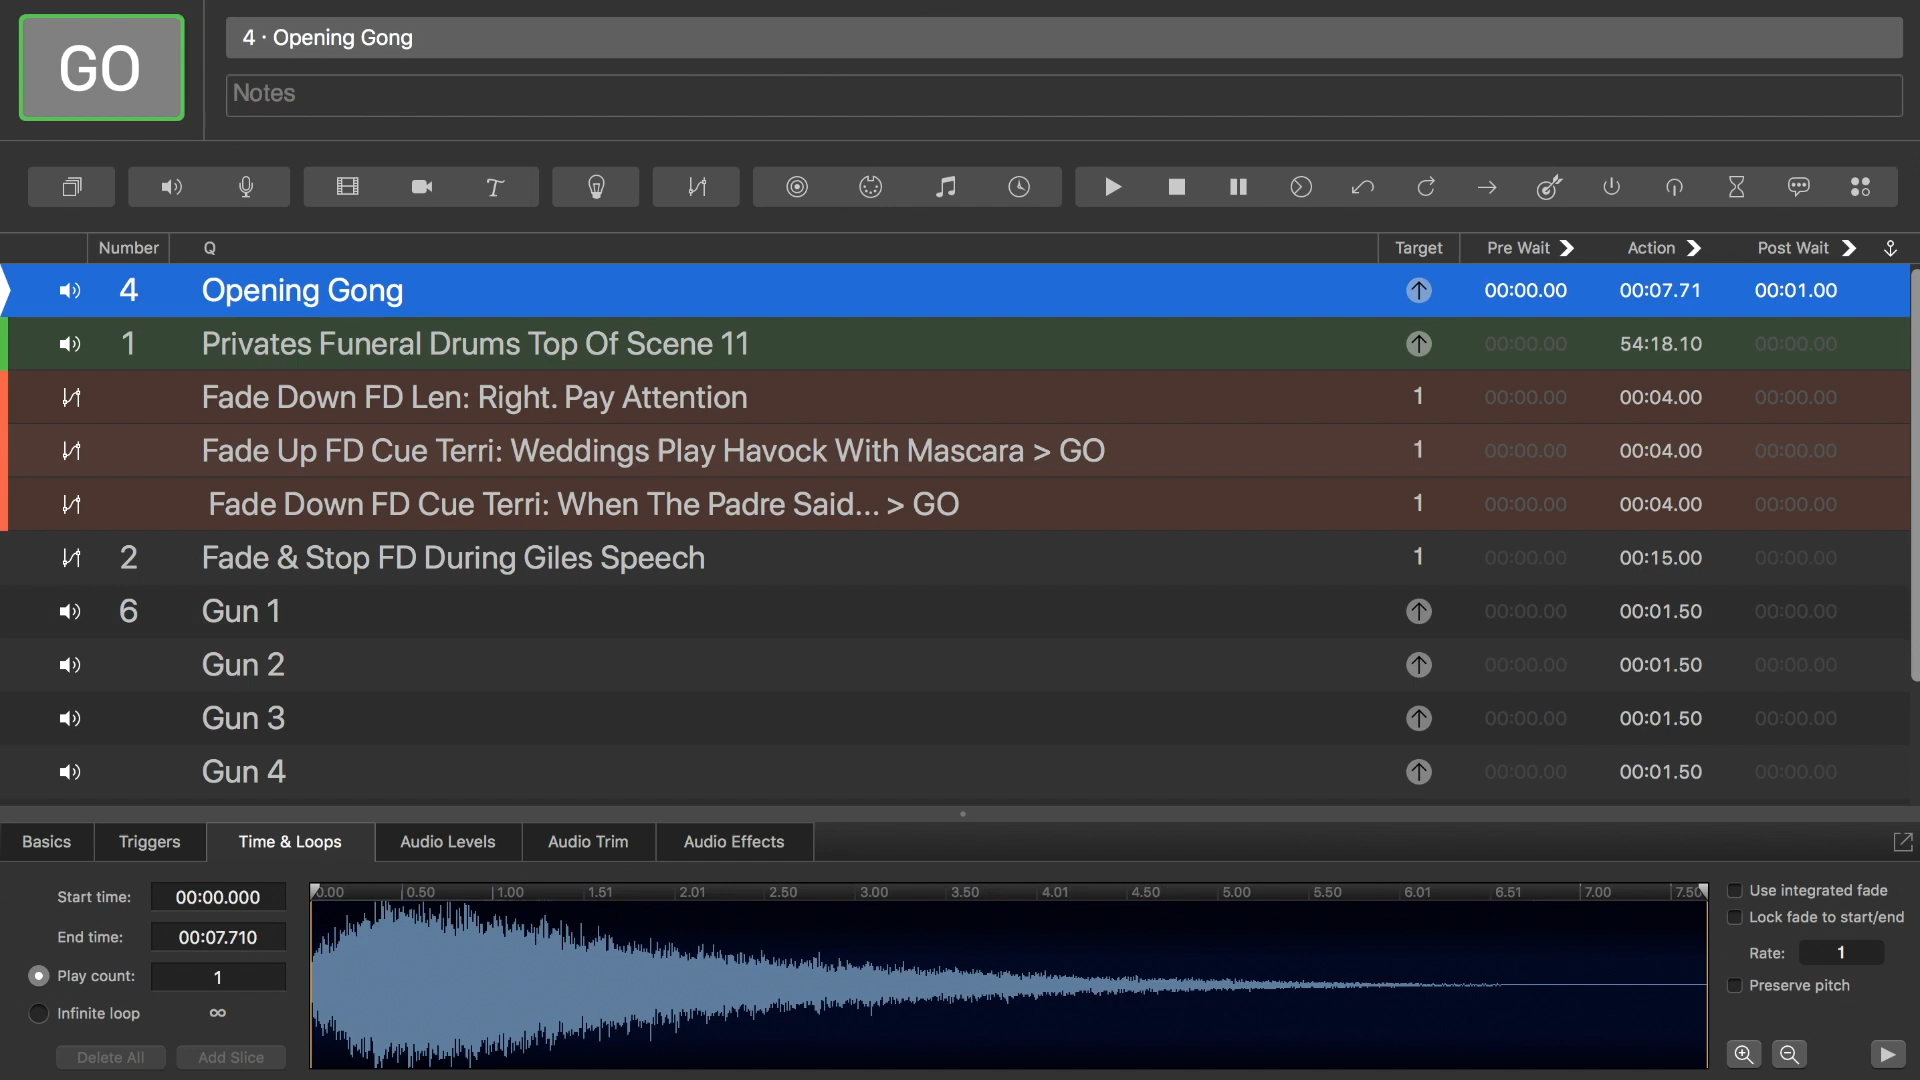 GO
4 · Opening Gong
Notes
Number Q Target Pre Wait Action Post Wait
4 Opening Gong 00:00.00 00:07.71 00:01.00
1 Privates Funeral Drums Top Of Scene 11 00:00.00 54:18.10 00:00.00
Fade Down FD Len: Right. Pay Attention 1 00:00.00 00:04.00 00:00.00
Fade Up FD Cue Terri: Weddings Play Havock With Mascara > GO 1 00:00.00 00:04.00 00:00.00
Fade Down FD Cue Terri: When The Padre Said... > GO 1 00:00.00 00:04.00 00:00.00
2 Fade & Stop FD During Giles Speech 1 00:00.00 00:15.00 00:00.00
6 Gun 1 00:00.00 00:01.50 00:00.00
Gun 2 00:00.00 00:01.50 00:00.00
Gun 3 00:00.00 00:01.50 00:00.00
Gun 4 00:00.00 00:01.50 00:00.00
Basics Triggers Time & Loops Audio Levels Audio Trim Audio Effects
Start time: 00:00.000
End time: 00:07.710
Play count: 1
Infinite loop ∞
Delete All Add Slice
0.00 0.50 1.00 1.51 2.01 2.50 3.00 3.50 4.01 4.50 5.00 5.50 6.01 6.51 7.00 7.50
Use integrated fade
Lock fade to start/end
Rate: 1
Preserve pitch